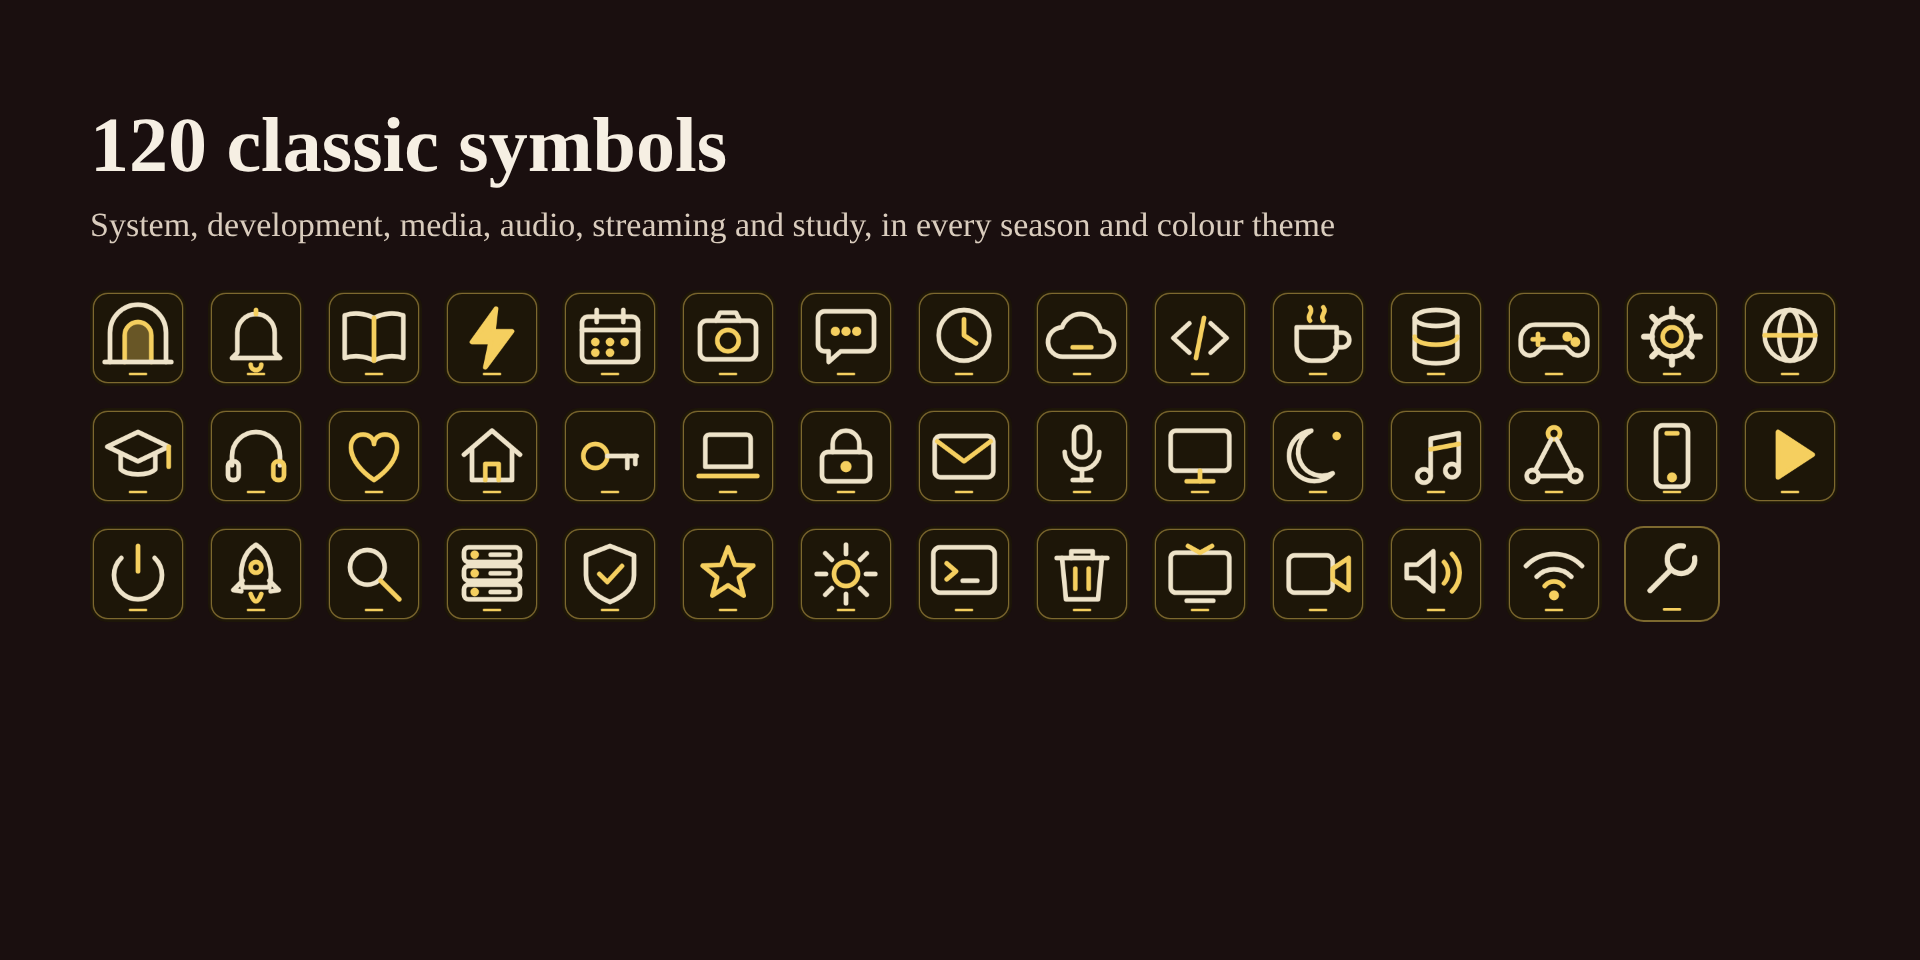 120 classic symbols
System, development, media, audio, streaming and study, in every season and colour theme